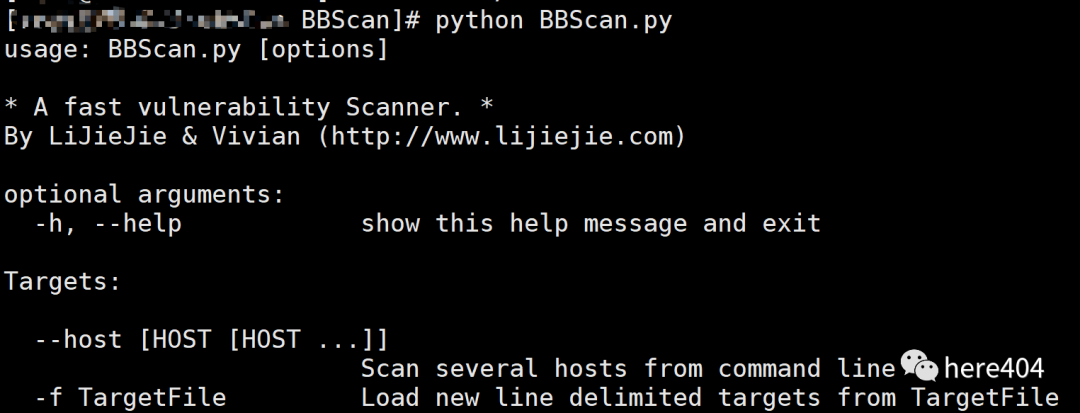 BBScan]# python BBScan.py
usage: BBScan.py [options]
* A fast vulnerability Scanner. *
By LiJieJie & Vivian (http://www.lijiejie.com)
optional arguments:
-h, --help show this help message and exit
Targets:
--host [HOST [HOST ...]]
Scan several hosts from command line
here404
-f TargetFile Load new line delimited targets from TargetFile